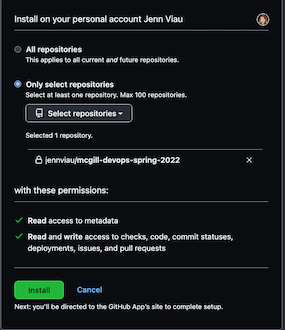 Install on your personal account Jenn Viau
All repositories
This applies to all current and future repositories.
Only select repositories
Select at least one repository. Max 100 repositories.
Select repositories
Selected 1 repository.
jennviau/mcgill-devops-spring-2022
with these permissions:
Read access to metadata
Read and write access to checks, code, commit statuses,
deployments, issues, and pull requests
Install Cancel
Next: you'll be directed to the GitHub App's site to complete setup.